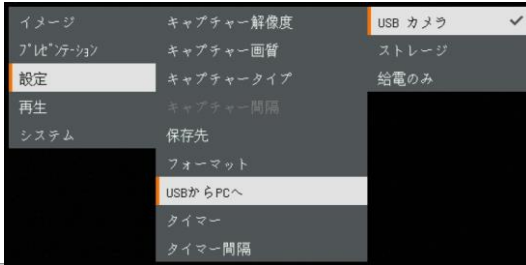 イメージ
プレゼンテーション
設定
再生
システム
キャプチャー解像度
キャプチャー画質
キャプチャータイプ
キャプチャー間隔
保存先
フォーマット
USBからPCへ
タイマー
タイマー間隔
USB カメラ
ストレージ
給電のみ